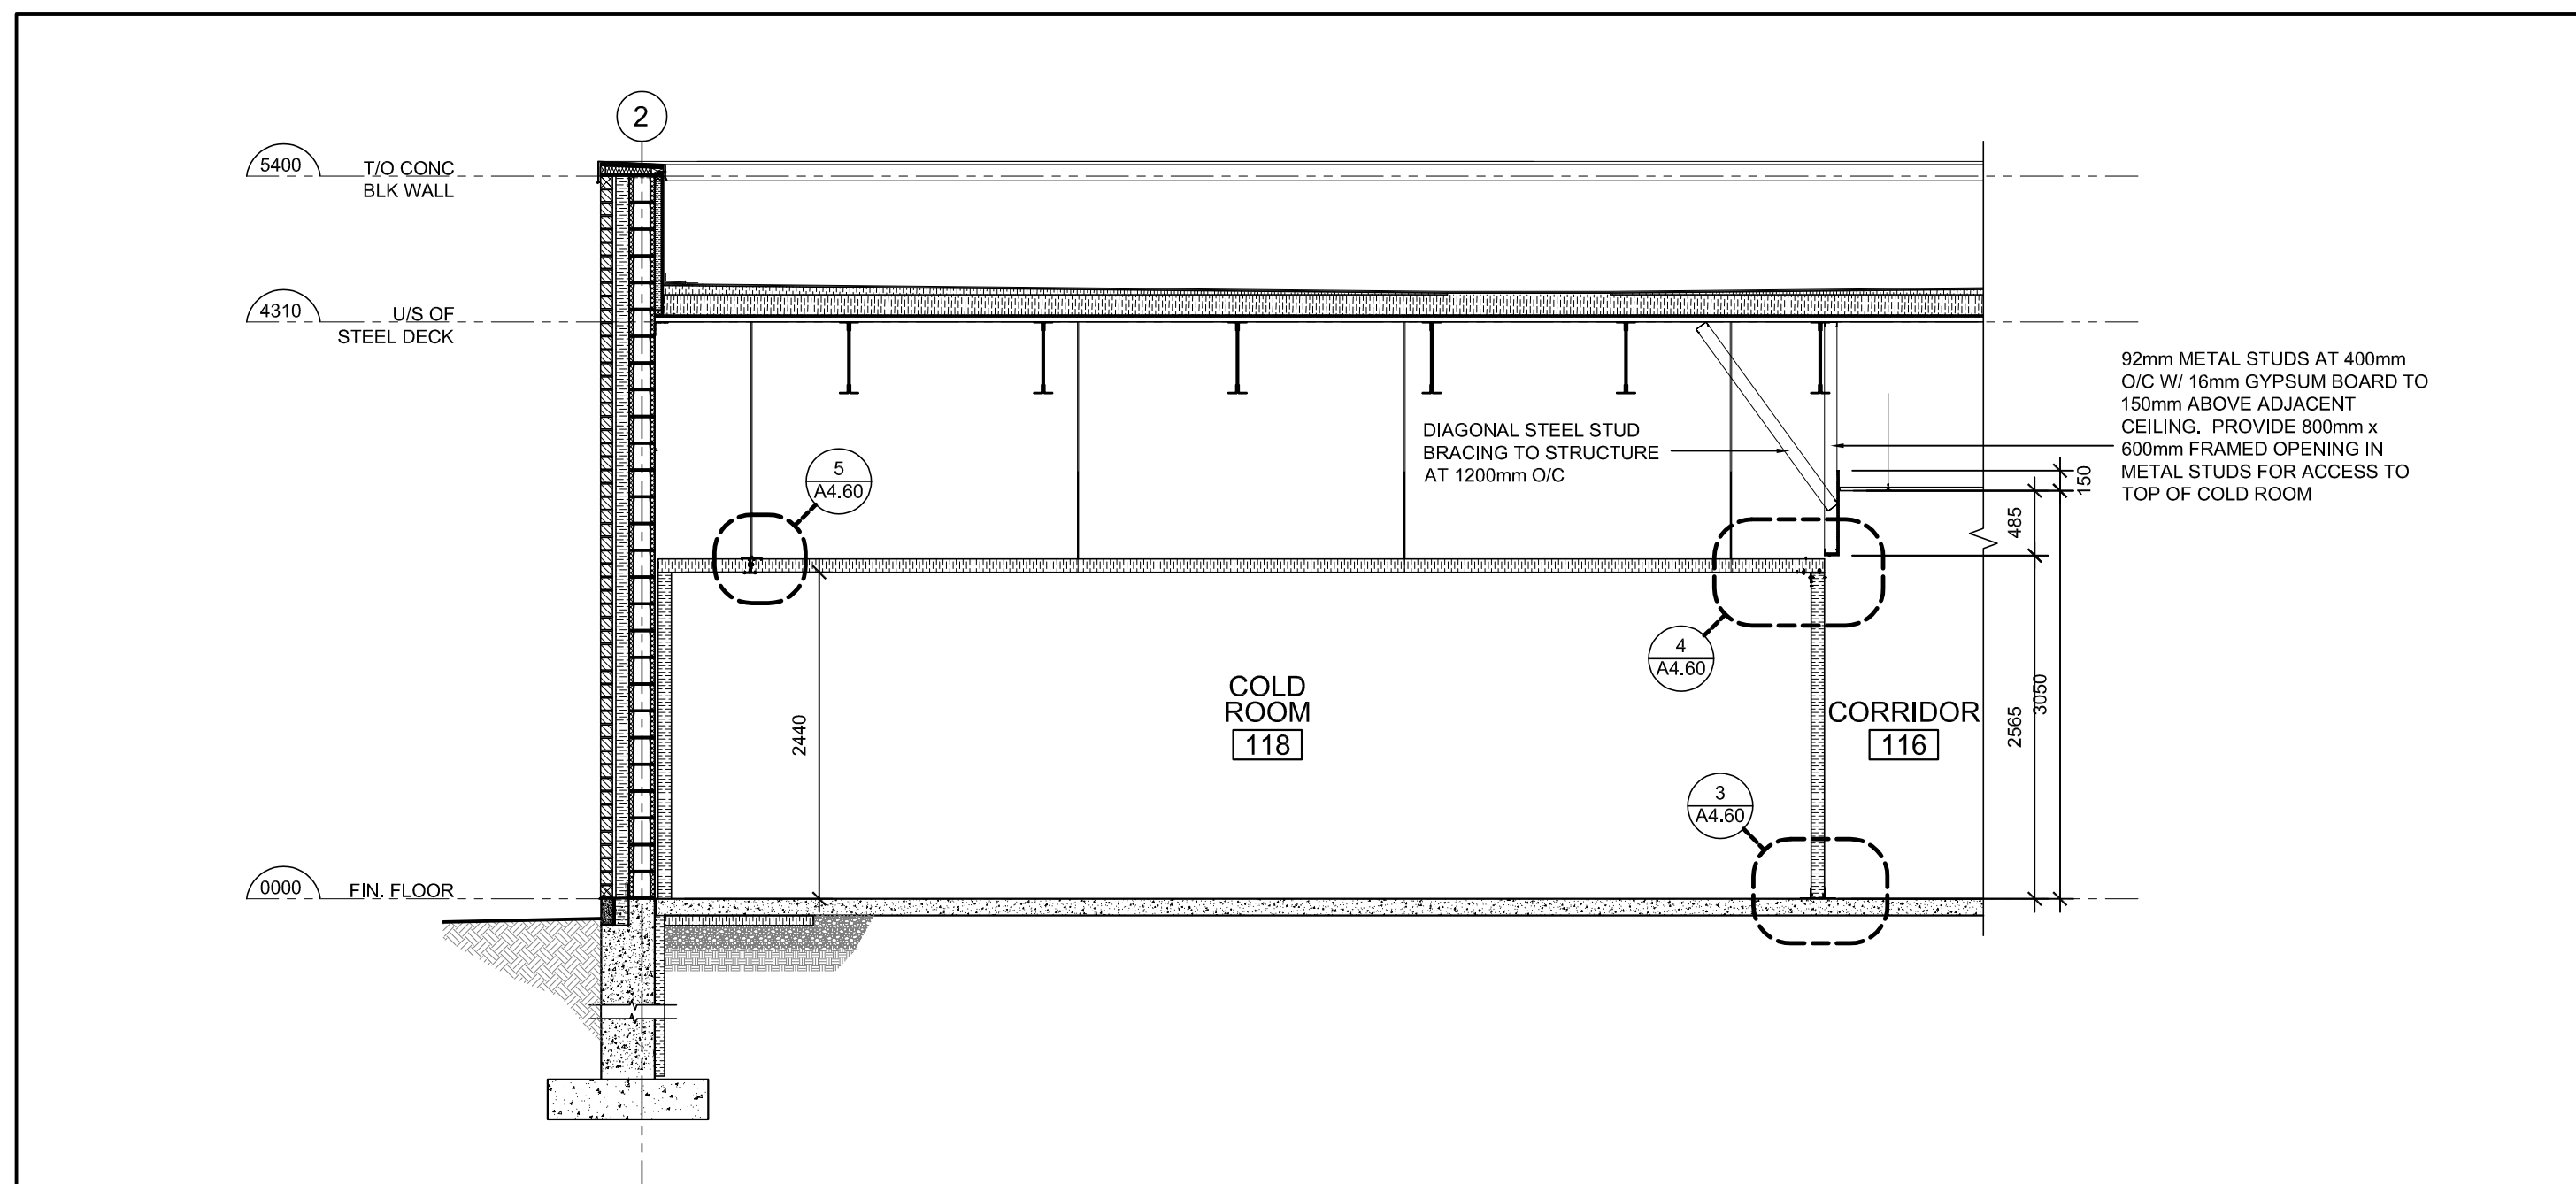 2
5400
T/O CONC
BLK WALL
4310
U/S OF
STEEL DECK
92mm METAL STUDS AT 400mm
O/C W/ 16mm GYPSUM BOARD TO
150mm ABOVE ADJACENT
CEILING. PROVIDE 800mm x
600mm FRAMED OPENING IN
METAL STUDS FOR ACCESS TO
TOP OF COLD ROOM
DIAGONAL STEEL STUD
BRACING TO STRUCTURE
AT 1200mm O/C
5
A4.60
150
485
4
A4.60
COLD
ROOM
118
2440
CORRIDOR
116
2565
3050
3
A4.60
0000
FIN. FLOOR